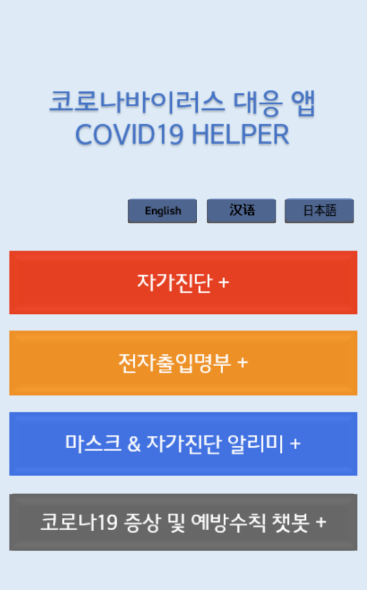 코로나바이러스 대응 앱
COVID19 HELPER
English 汉语 日本語
자가진단 +
전자출입명부 +
마스크 & 자가진단 알리미 +
코로나19 증상 및 예방수칙 챗봇 +